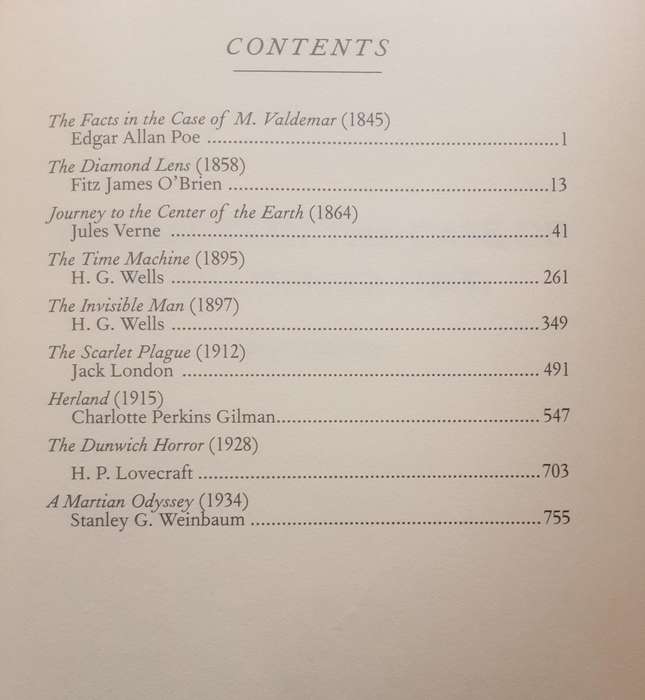 CONTENTS
The Facts in the Case of M. Valdemar (1845)
Edgar Allan Poe ........................................................1
The Diamond Lens (1858)
Fitz James O'Brien ...................................................13
Journey to the Center of the Earth (1864)
Jules Verne ............................................................41
The Time Machine (1895)
H. G. Wells ........................................................... 261
The Invisible Man (1897)
H. G. Wells ...........................................................349
The Scarlet Plague (1912)
Jack London ......................................................... 491
Herland (1915)
Charlotte Perkins Gilman.......................................... 547
The Dunwich Horror (1928)
H. P. Lovecraft .......................................................703
A Martian Odyssey (1934)
Stanley G. Weinbaum ..............................................755